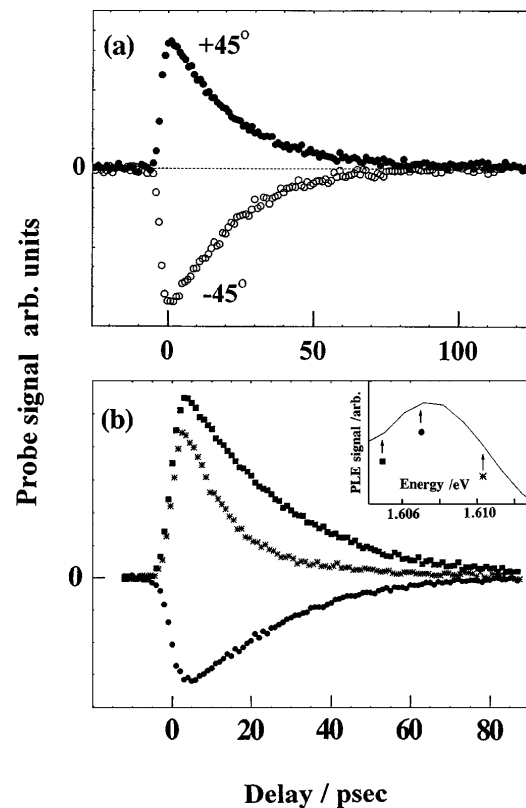 (a)
+45°
0
-45°
0
50
100
Probe signal arb. units
(b)
PLE signal /arb.
Energy /eV
1.606
1.610
0
0
20
40
60
80
Delay / psec